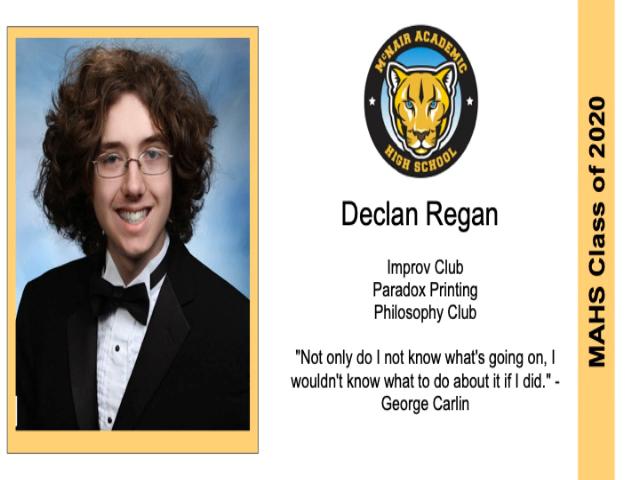 McNAIR ACADEMIC
HIGH SCHOOL
Declan Regan
Improv Club
Paradox Printing
Philosophy Club
"Not only do I not know what's going on, I
wouldn't know what to do about it if I did." -
George Carlin
MAHS Class of 2020